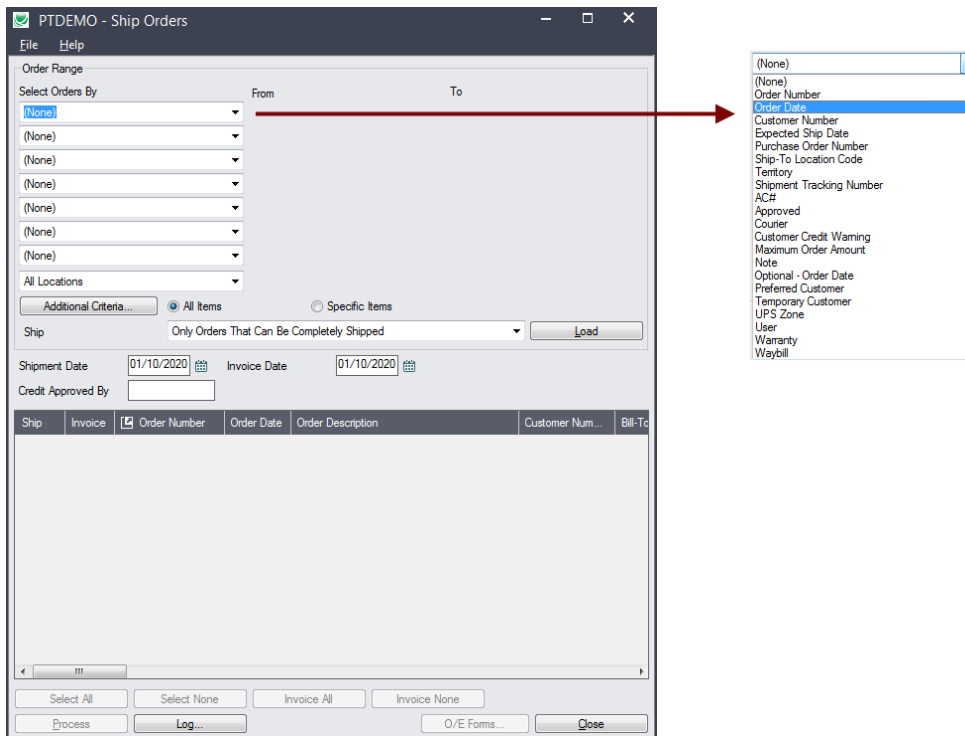 PTDEMO - Ship Orders
File Help
Order Range
Select Orders By From To
(None)
(None)
(None)
(None)
(None)
(None)
(None)
All Locations
Additional Criteria... All Items Specific Items
Ship Only Orders That Can Be Completely Shipped Load
Shipment Date 01/10/2020 Invoice Date 01/10/2020
Credit Approved By
Ship Invoice Order Number Order Date Order Description Customer Num... Bill-To
Select All Select None Invoice All Invoice None
Process Log... O/E Forms... Close
(None)
(None)
Order Number
Order Date
Customer Number
Expected Ship Date
Purchase Order Number
Ship-To Location Code
Territory
Shipment Tracking Number
AC#
Approved
Courier
Customer Credit Warning
Maximum Order Amount
Note
Optional - Order Date
Preferred Customer
Temporary Customer
UPS Zone
User
Warranty
Waybill